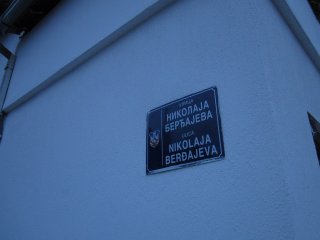 УЛИЦА
НИКОЛАЈА
БЕРЂАЈЕВА
ULICA
NIKOLAJA
BERĐAJEVA